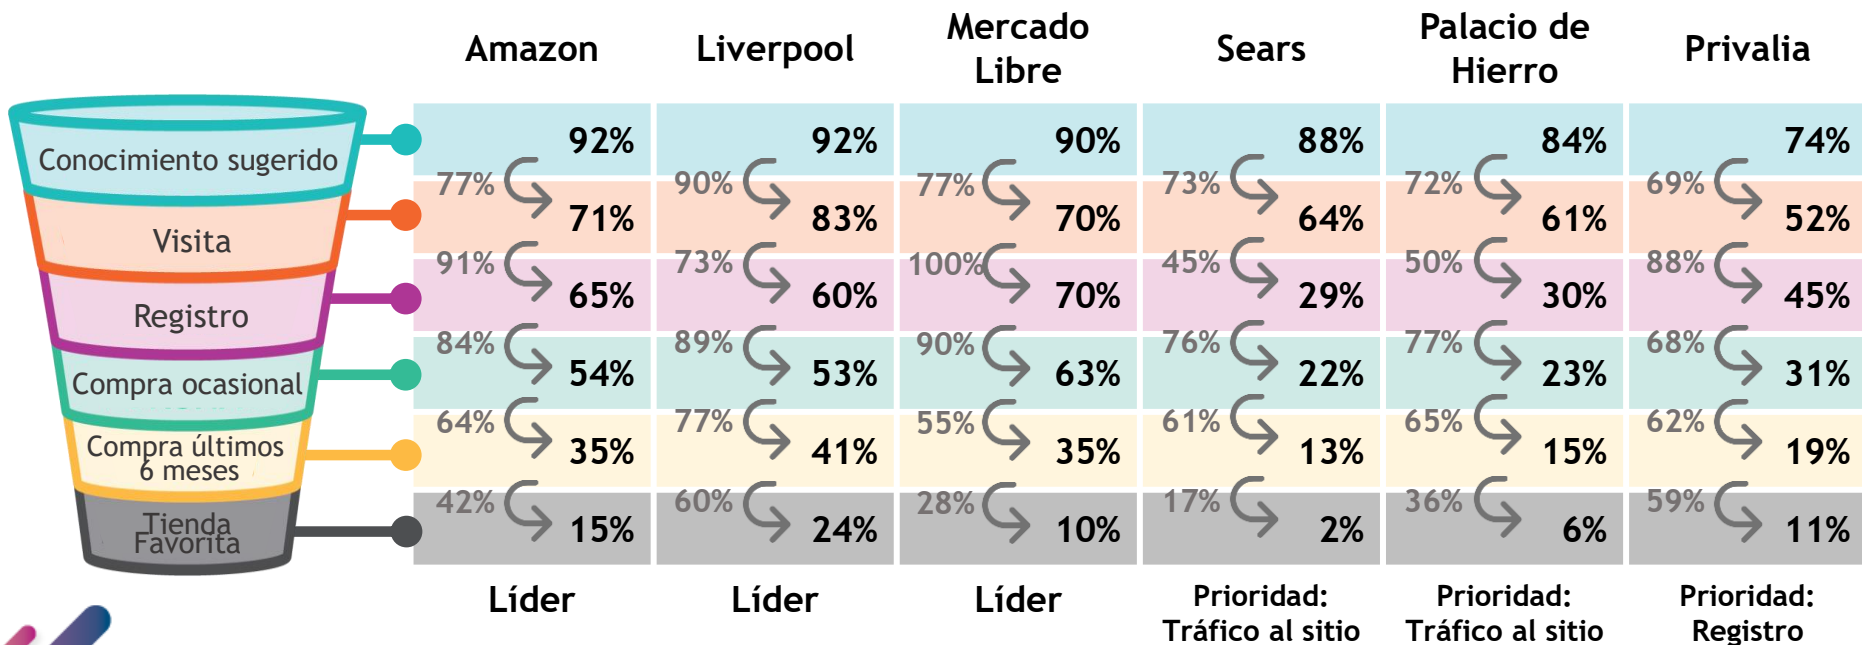 Amazon
Liverpool
Mercado
Libre
Sears
Palacio de
Hierro
Privalia
Conocimiento sugerido
92%
92%
90%
88%
84%
74%
77%
90%
77%
73%
72%
69%
Visita
71%
83%
70%
64%
61%
52%
91%
73%
100%
45%
50%
88%
Registro
65%
60%
70%
29%
30%
45%
84%
89%
90%
76%
77%
68%
Compra ocasional
54%
53%
63%
22%
23%
31%
64%
77%
55%
61%
65%
62%
Compra últimos
6 meses
35%
41%
35%
13%
15%
19%
42%
60%
28%
17%
36%
59%
Tienda
Favorita
15%
24%
10%
2%
6%
11%
Líder
Líder
Líder
Prioridad:
Tráfico al sitio
Prioridad:
Tráfico al sitio
Prioridad:
Registro